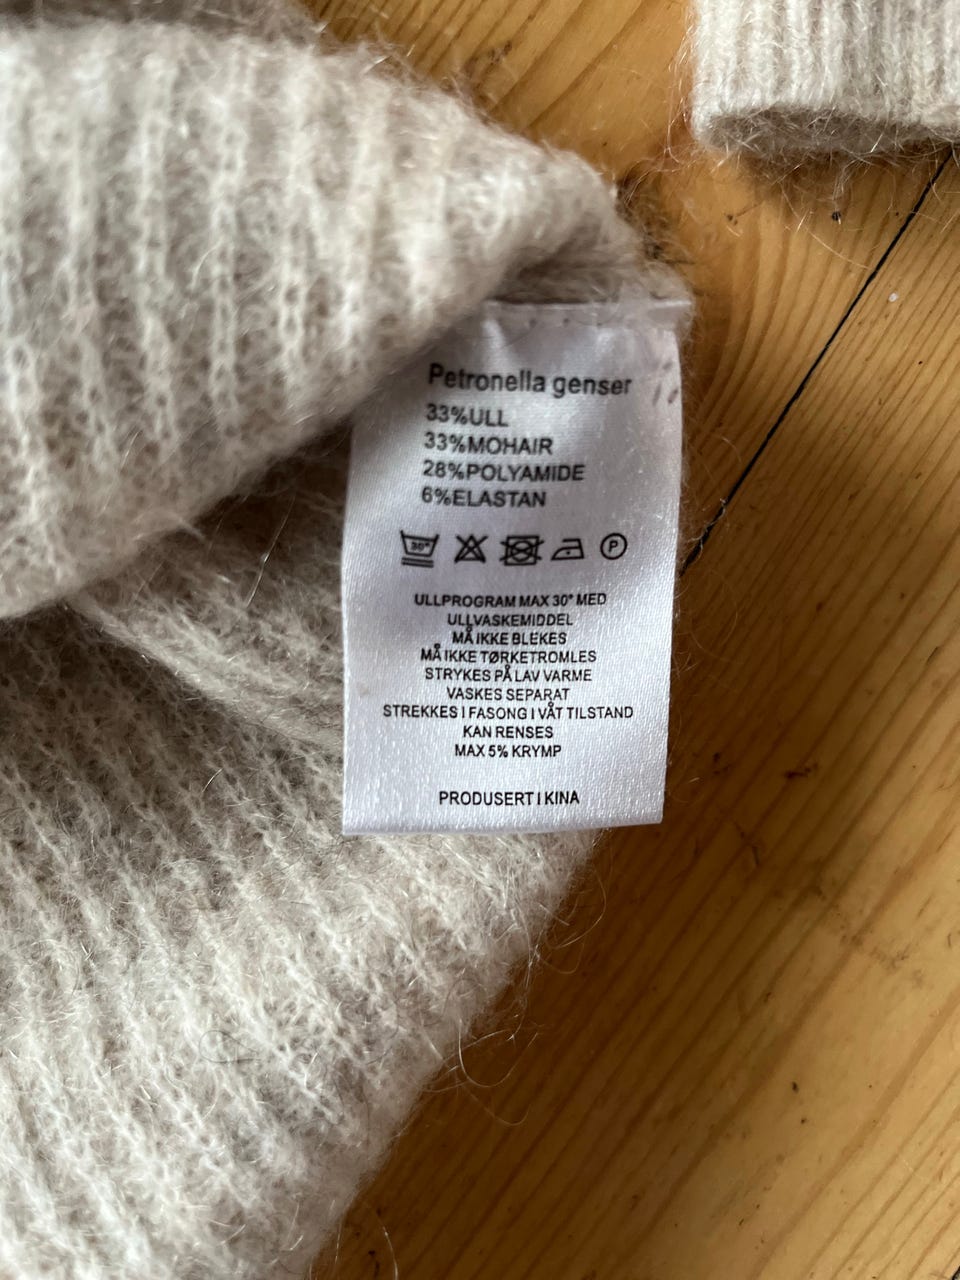 Petronella genser
33%ULL
33%MOHAIR
28%POLYAMIDE
6%ELASTAN
30° P
ULLPROGRAM MAX 30° MED
ULLVASKEMIDDEL
MÅ IKKE BLEKES
MÅ IKKE TØRKETROMLES
STRYKES PÅ LAV VARME
VASKES SEPARAT
STREKKES I FASONG I VÅT TILSTAND
KAN RENSES
MAX 5% KRYMP
PRODUSERT I KINA